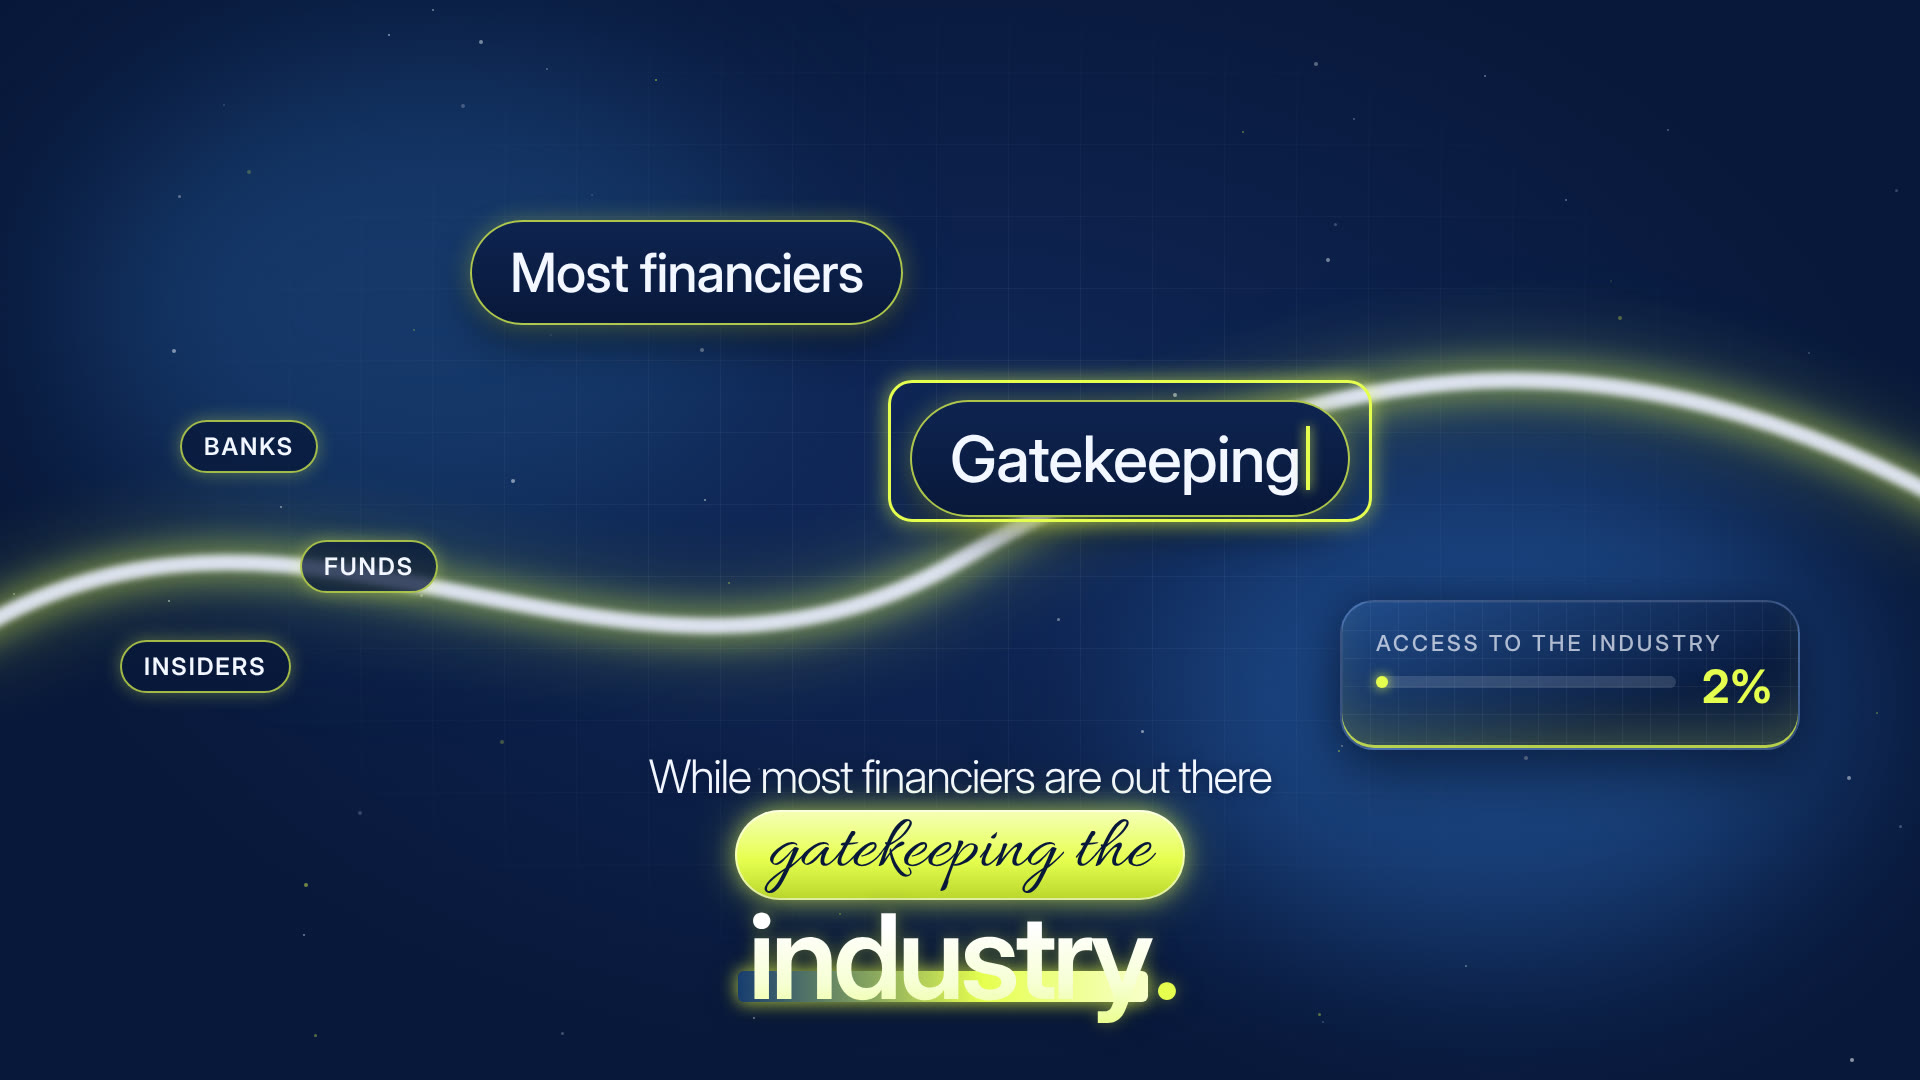 Most financiers
Gatekeeping
BANKS
FUNDS
INSIDERS
ACCESS TO THE INDUSTRY
2%
While most financiers are out there
gatekeeping the
industry.